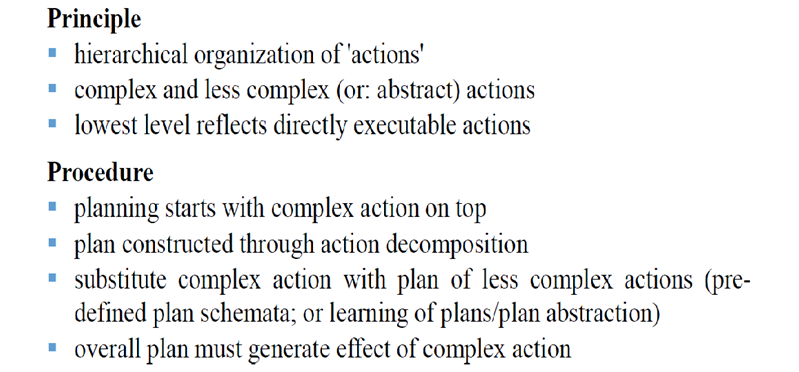 Principle
▪ hierarchical organization of 'actions'
▪ complex and less complex (or: abstract) actions
▪ lowest level reflects directly executable actions
Procedure
▪ planning starts with complex action on top
▪ plan constructed through action decomposition
▪ substitute complex action with plan of less complex actions (pre-
defined plan schemata; or learning of plans/plan abstraction)
▪ overall plan must generate effect of complex action